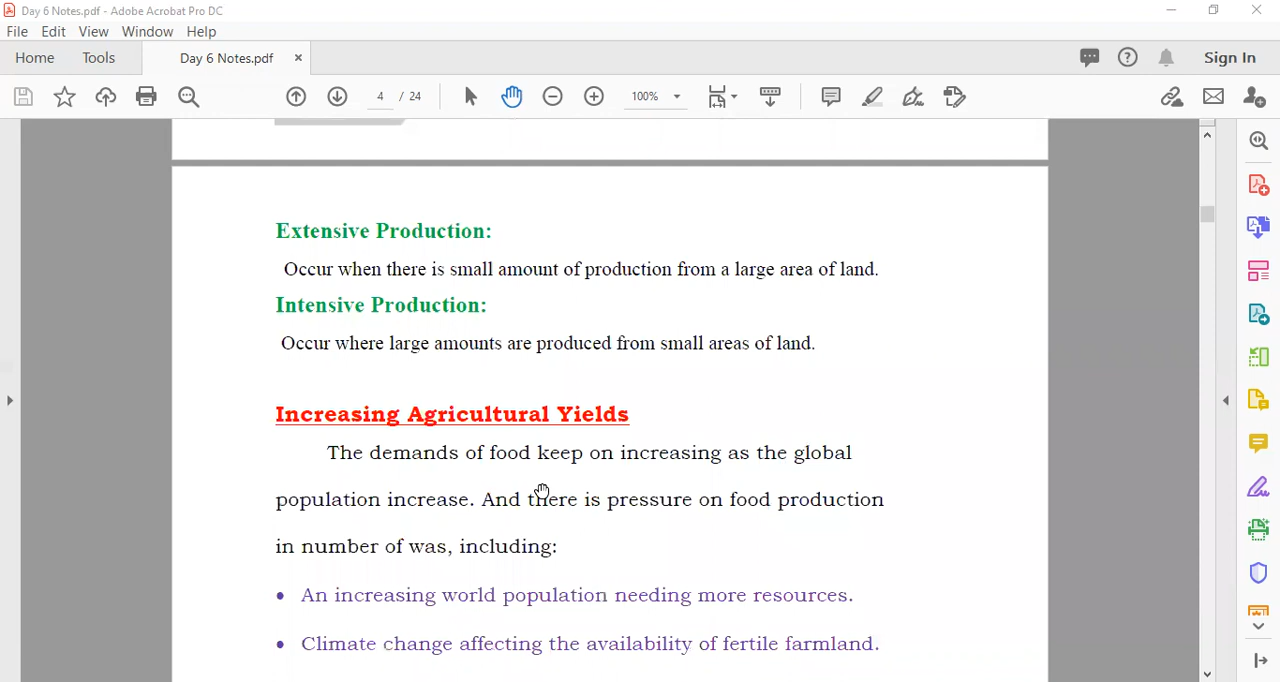 Day 6 Notes.pdf - Adobe Acrobat Pro DC
File Edit View Window Help
Home Tools Day 6 Notes.pdf × Sign In
4 / 24 100%
Extensive Production:
Occur when there is small amount of production from a large area of land.
Intensive Production:
Occur where large amounts are produced from small areas of land.
Increasing Agricultural Yields
The demands of food keep on increasing as the global
population increase. And there is pressure on food production
in number of was, including:
• An increasing world population needing more resources.
• Climate change affecting the availability of fertile farmland.